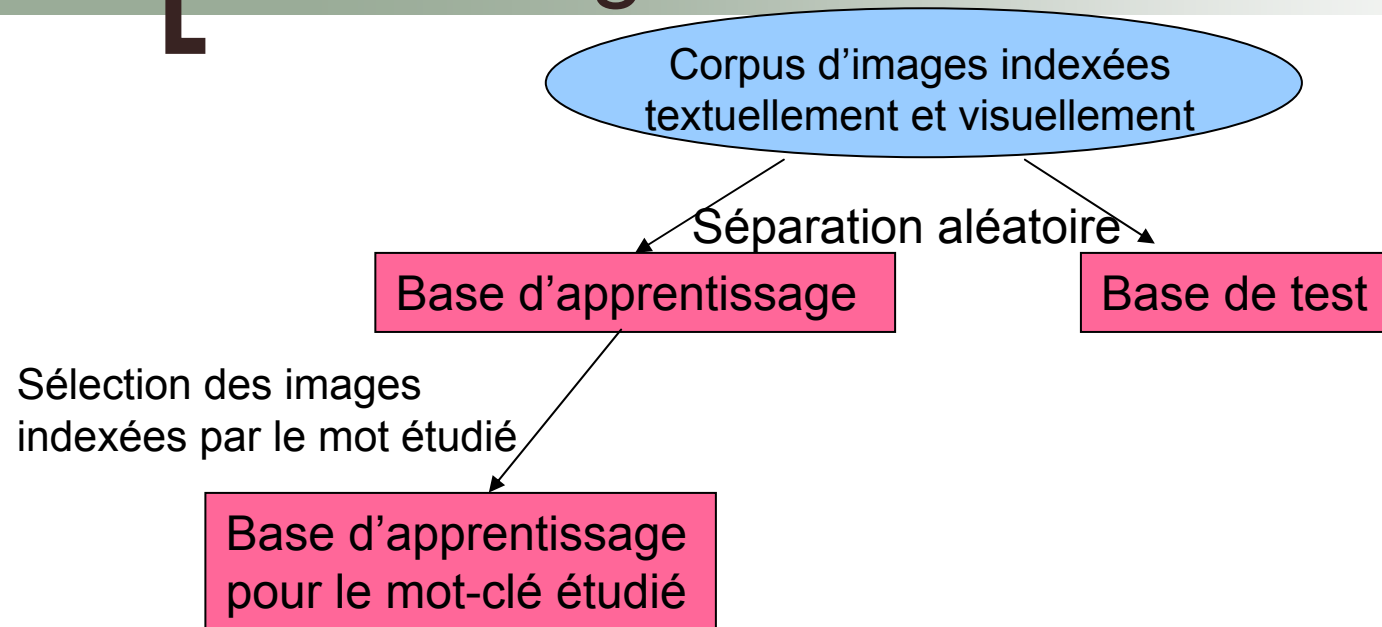 Corpus d’images indexées
textuellement et visuellement
Séparation aléatoire
Base d’apprentissage
Base de test
Sélection des images
indexées par le mot étudié
Base d’apprentissage
pour le mot-clé étudié